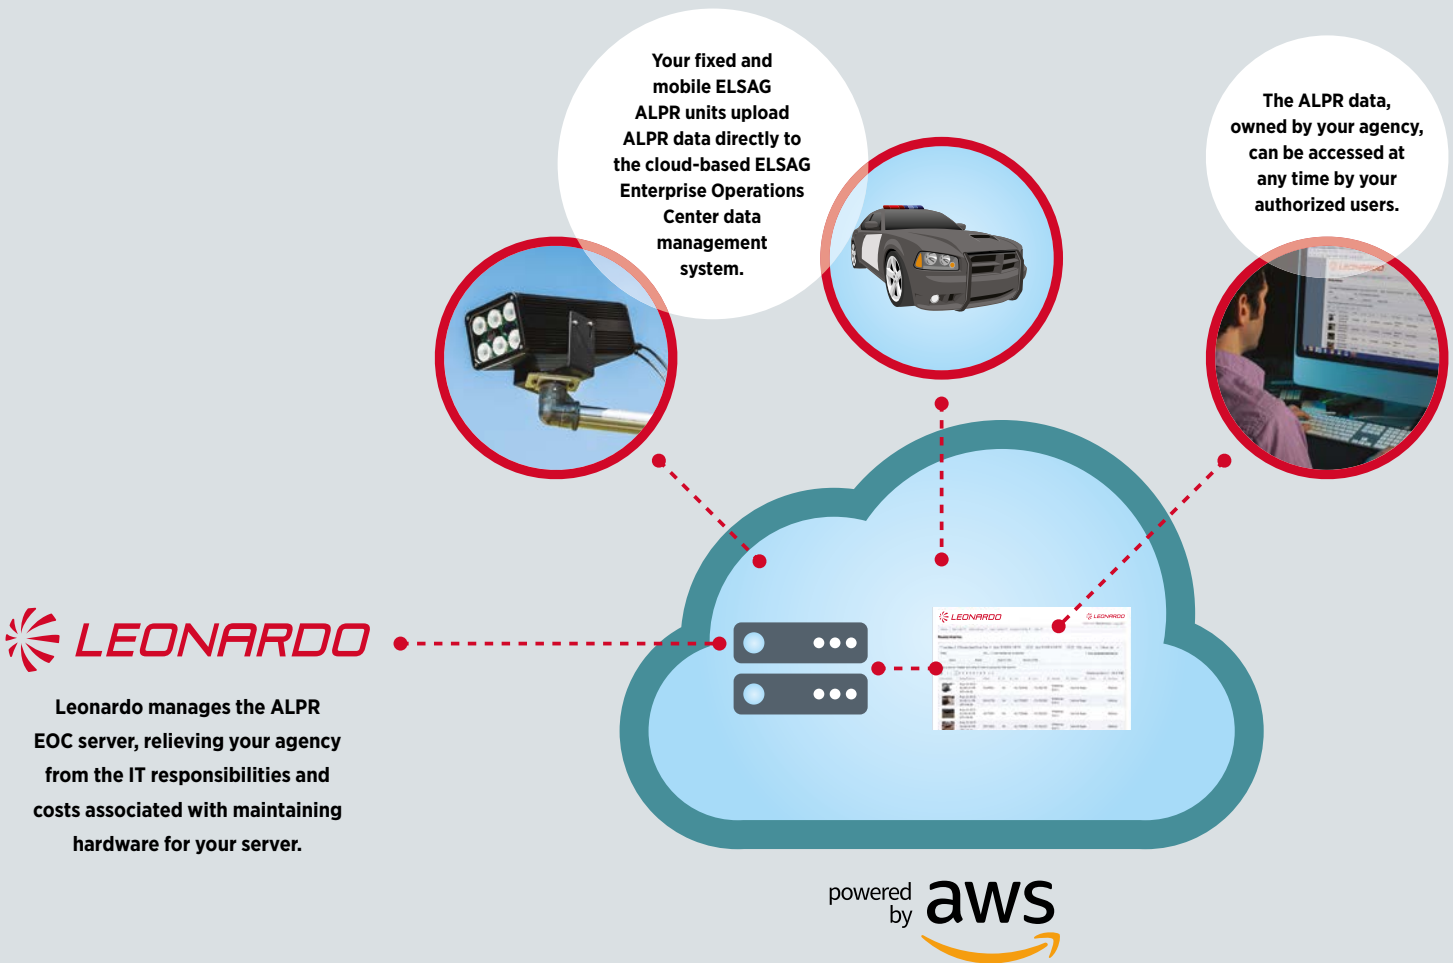 Your fixed and
mobile ELSAG
ALPR units upload
ALPR data directly to
the cloud-based ELSAG
Enterprise Operations
Center data
management
system.
The ALPR data,
owned by your agency,
can be accessed at
any time by your
authorized users.
LEONARDO
LEONARDO
Leonardo manages the ALPR
EOC server, relieving your agency
from the IT responsibilities and
costs associated with maintaining
hardware for your server.
LEONARDO
LEONARDO
powered
by
aws